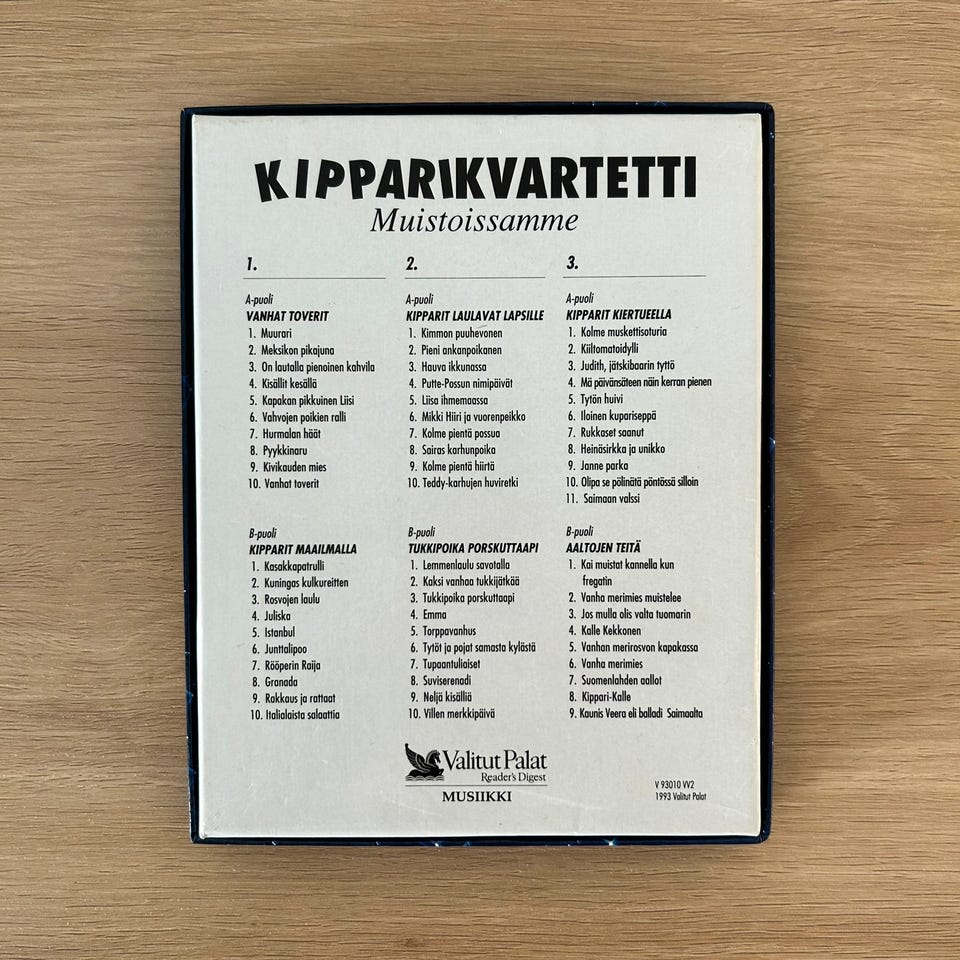 KIPPARIKVARTETTI
Muistoissamme
1.
A-puoli
VANHAT TOVERIT
1. Muurari
2. Meksikon pikajuna
3. On lautalla pienoinen kahvila
4. Kisällit kesällä
5. Kapakan pikkuinen Liisi
6. Vahvojen poikien ralli
7. Hurmalan häät
8. Pyykkinaru
9. Kivikauden mies
10. Vanhat toverit
B-puoli
KIPPARIT MAAILMALLA
1. Kasakkapatrulli
2. Kuningas kulkureitten
3. Rosvojen laulu
4. Juliska
5. Istanbul
6. Junttalipoo
7. Rööperin Raija
8. Granada
9. Rakkaus ja rattaat
10. Italialaista salaattia
2.
A-puoli
KIPPARIT LAULAVAT LAPSILLE
1. Kimmon puuhevonen
2. Pieni ankanpoikanen
3. Hauva ikkunassa
4. Putte-Possun nimipäivät
5. Liisa ihmemaassa
6. Mikki Hiiri ja vuorenpeikko
7. Kolme pientä possua
8. Sairas karhunpoika
9. Kolme pientä hiirtä
10. Teddy-karhujen huviretki
B-puoli
TUKKIPOIKA PORSKUTTAAPI
1. Lemmenlaulu savotalla
2. Kaksi vanhaa tukkijätkää
3. Tukkipoika porskuttaapi
4. Emma
5. Torppavanhus
6. Tytöt ja pojat samasta kylästä
7. Tupaantuliaiset
8. Suviserenadi
9. Neljä kisälliä
10. Villen merkkipäivä
3.
A-puoli
KIPPARIT KIERTUEELLA
1. Kolme muskettisoturia
2. Kiiltomatoidylli
3. Judith, jätskibaarin tyttö
4. Mä päivänsäteen näin kerran pienen
5. Tytön huivi
6. Iloinen kupariseppä
7. Rukkaset saanut
8. Heinäsirkka ja unikko
9. Janne parka
10. Olipa se pölinätä pöntössä silloin
11. Saimaan valssi
B-puoli
AALTOJEN TEITÄ
1. Kai muistat kannella kun
fregatin
2. Vanha merimies muistelee
3. Jos mulla olis valta tuomarin
4. Kalle Kekkonen
5. Vanhan merirosvon kapakassa
6. Vanha merimies
7. Suomenlahden aallot
8. Kippari-Kalle
9. Kaunis Veera eli balladi Saimaalta
Valitut Palat
Reader's Digest
MUSIIKKI
V 93010 VV2
1993 Valitut Palat